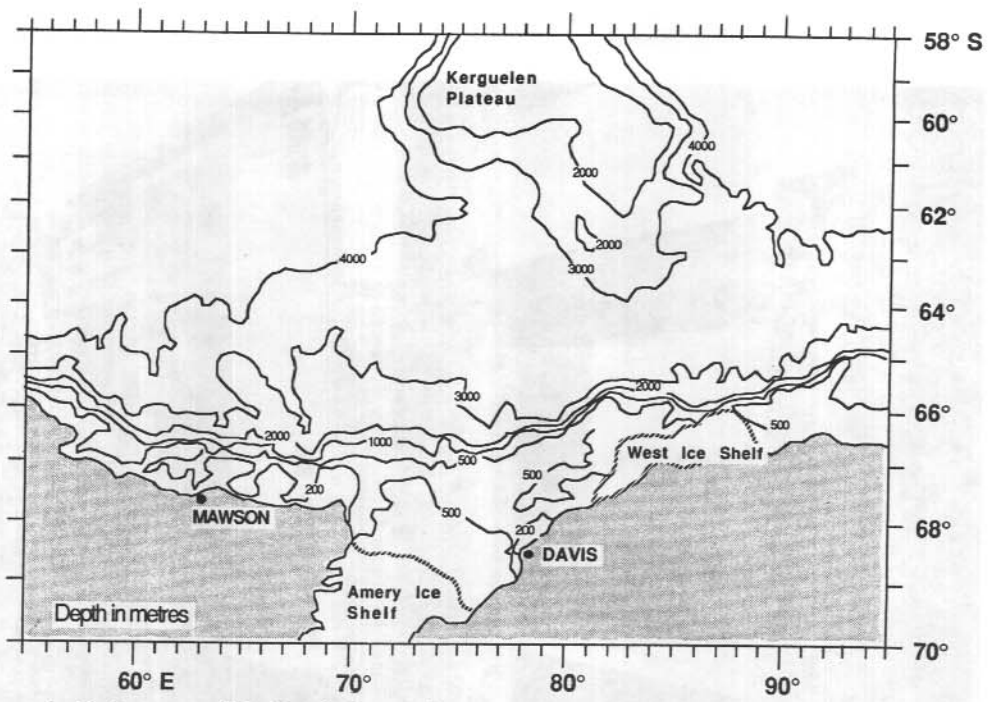 58° S
Kerguelen
Plateau
60°
4000
2000
62°
2000
4000
3000
64°
3000
2000
66°
2000
1000
500
500
West Ice Shelf
500
200
MAWSON
500
200
68°
DAVIS
Amery Ice
Shelf
Depth in metres
70°
60° E
70°
80°
90°